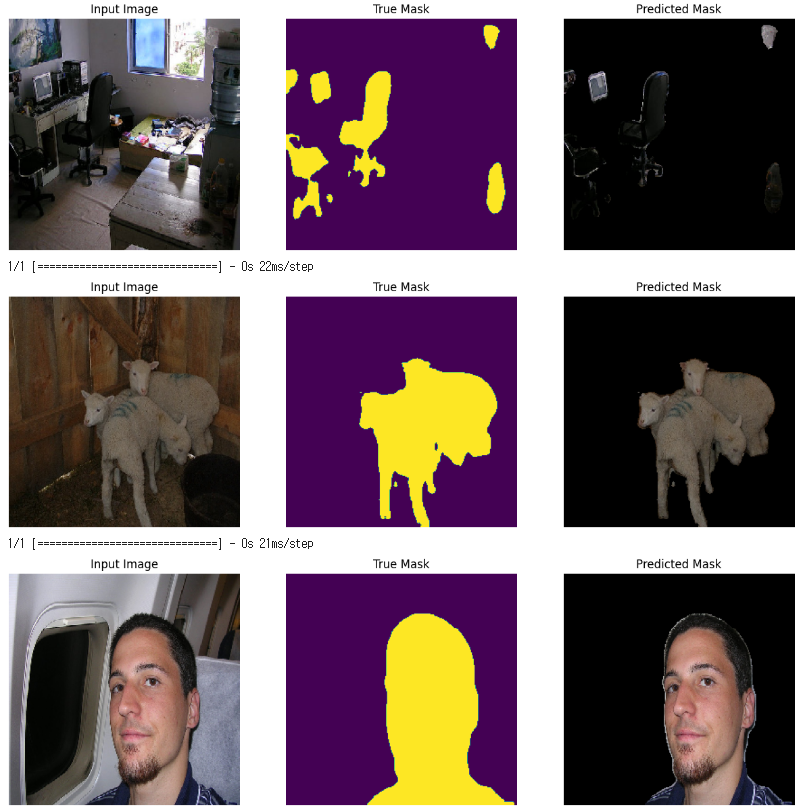 Input Image True Mask Predicted Mask
1/1 [==============================] - 0s 22ms/step
Input Image True Mask Predicted Mask
1/1 [==============================] - 0s 21ms/step
Input Image True Mask Predicted Mask